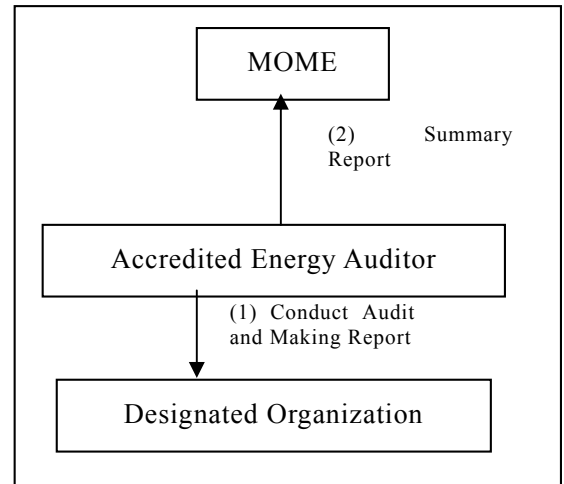 MOME
(2) Summary
Report
Accredited Energy Auditor
(1) Conduct Audit
and Making Report
Designated Organization